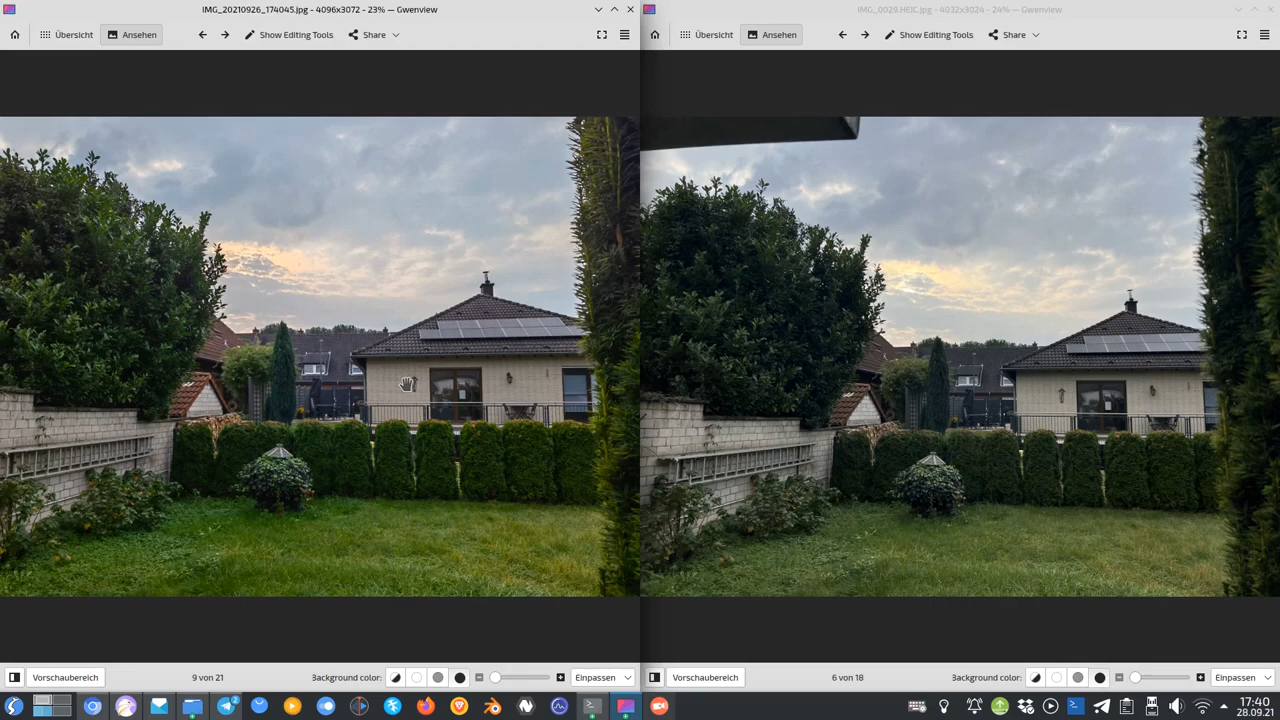 IMG_20210926_174045.jpg - 4096x3072 - 23% — Gwenview
Übersicht
Ansehen
Show Editing Tools
Share
Vorschaubereich
9 von 21
Background color:
Einpassen
IMG_0029.HEIC.jpg - 4032x3024 - 24% — Gwenview
Übersicht
Ansehen
Show Editing Tools
Share
Vorschaubereich
6 von 18
Background color:
Einpassen
2
17:40
28.09.21